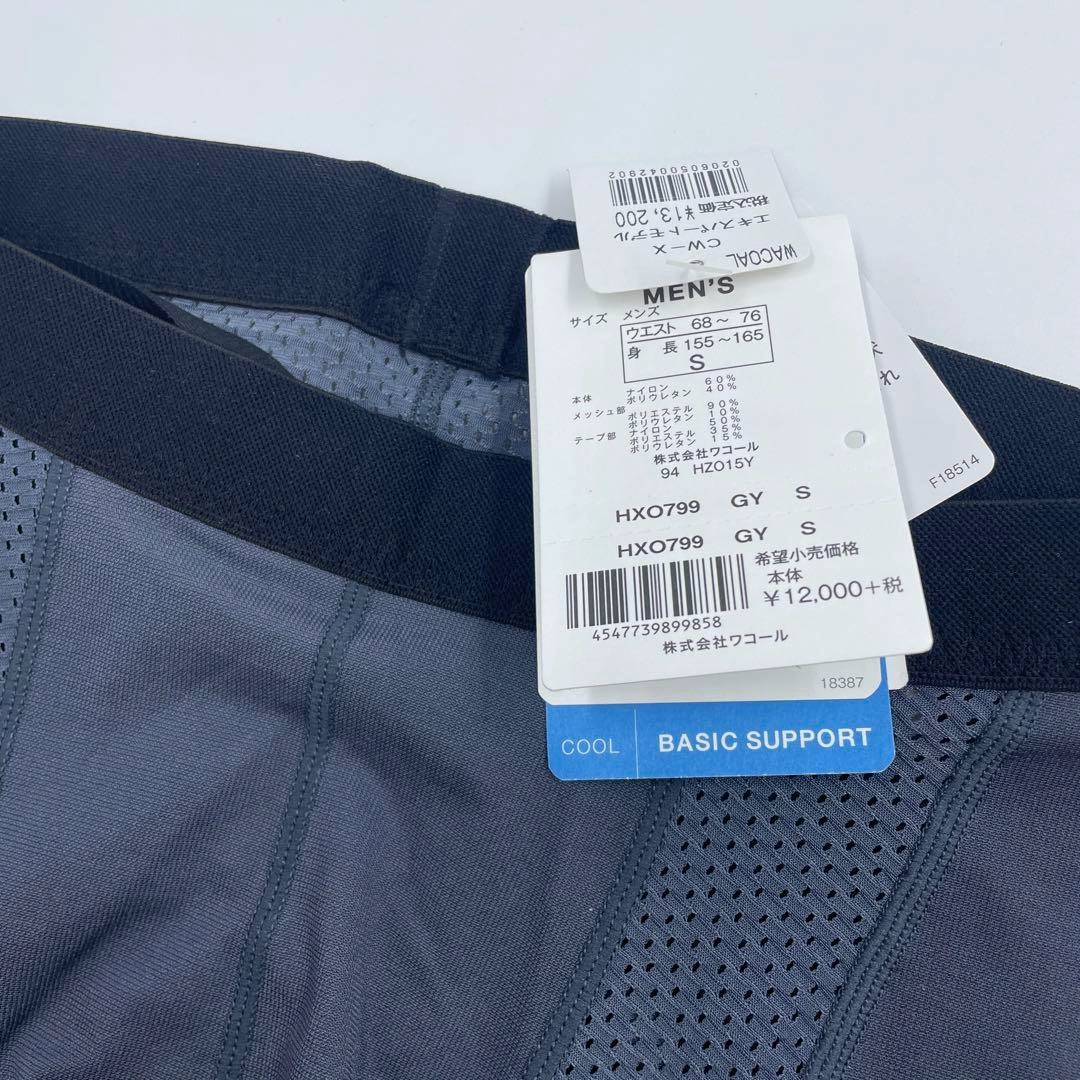 WACOAL
CW-X
エキスパートモデル
税込定価 ¥13,200
0206050042902
MEN'S
サイズ メンズ
ウエスト 68～76
身長 155～165
S
本体 ナイロン 60%
ポリウレタン 40%
メッシュ部 ポリエステル 90%
ポリウレタン 10%
テープ部 ナイロン 50%
ポリエステル 35%
ポリウレタン 15%
株式会社ワコール
94 HZO15Y
HXO799 GY S
HXO799 GY S
希望小売価格
本体
¥12,000+税
4547739899858
株式会社ワコール
れ
F18514
18387
COOL BASIC SUPPORT